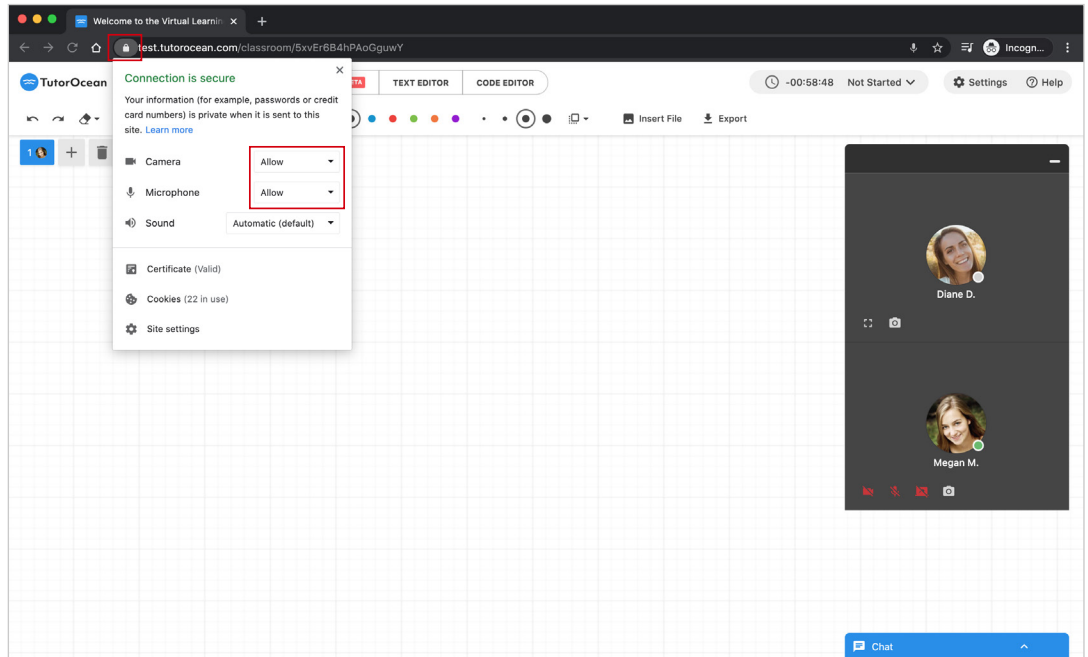 Welcome to the Virtual Learnin
test.tutorocean.com/classroom/5xvEr6B4hPAoGguwY
Incogn...
TutorOcean
TEXT EDITOR
CODE EDITOR
-00:58:48
Not Started
Settings
Help
Insert File
Export
1
Connection is secure
Your information (for example, passwords or credit
card numbers) is private when it is sent to this
site. Learn more
Camera
Allow
Microphone
Allow
Sound
Automatic (default)
Certificate (Valid)
Cookies (22 in use)
Site settings
Diane D.
Megan M.
Chat